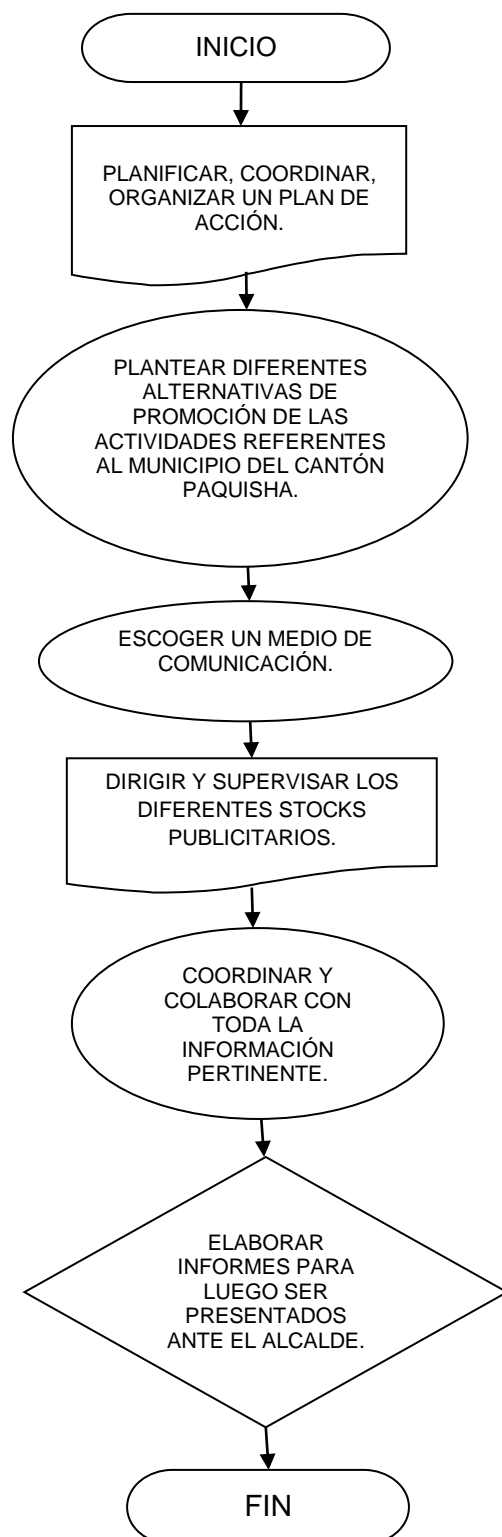 INICIO
PLANIFICAR, COORDINAR,
ORGANIZAR UN PLAN DE
ACCIÓN.
PLANTEAR DIFERENTES
ALTERNATIVAS DE
PROMOCIÓN DE LAS
ACTIVIDADES REFERENTES
AL MUNICIPIO DEL CANTÓN
PAQUISHA.
ESCOGER UN MEDIO DE
COMUNICACIÓN.
DIRIGIR Y SUPERVISAR LOS
DIFERENTES STOCKS
PUBLICITARIOS.
COORDINAR Y
COLABORAR CON
TODA LA
INFORMACIÓN
PERTINENTE.
ELABORAR
INFORMES PARA
LUEGO SER
PRESENTADOS
ANTE EL ALCALDE.
FIN